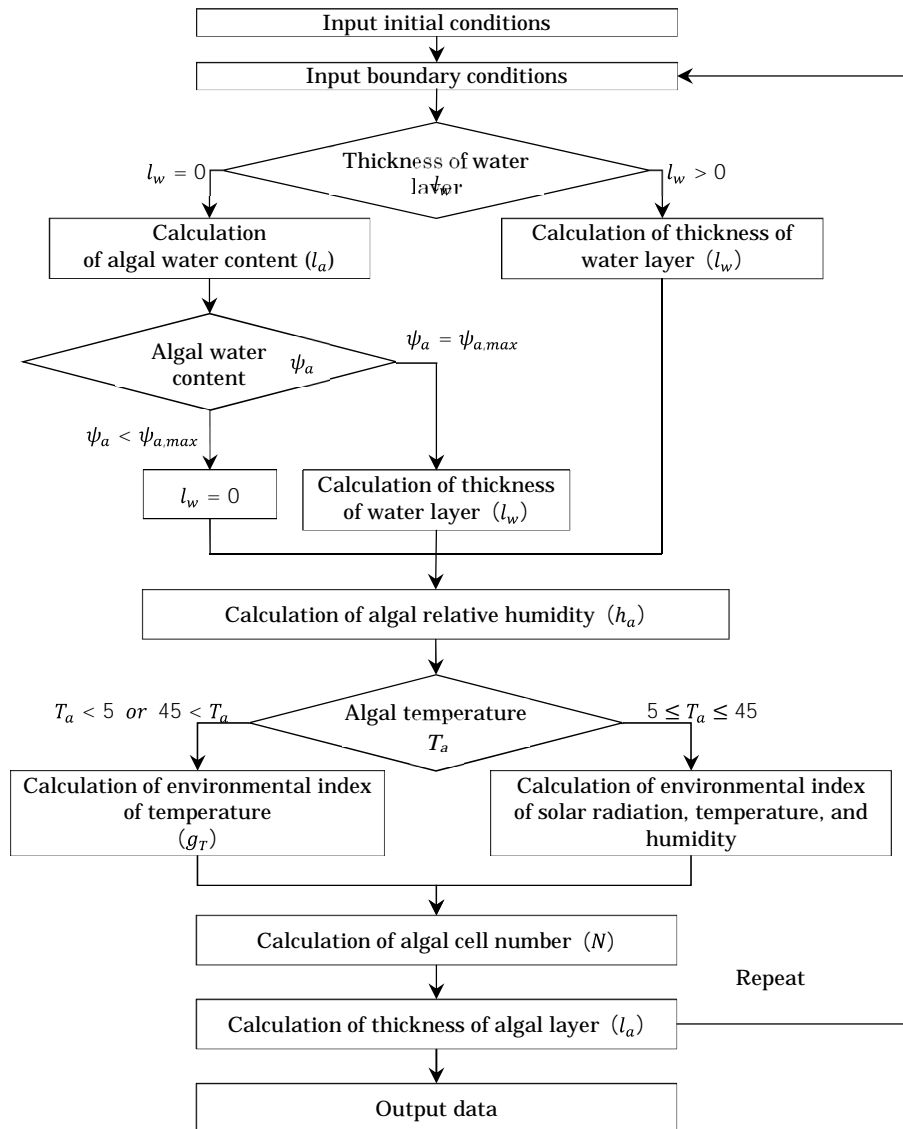 Input initial conditions
Input boundary conditions
Thickness of water
layer
l_w
l_w = 0
l_w > 0
Calculation
of algal water content (l_a)
Calculation of thickness of
water layer (l_w)
Algal water
content ψ_a
ψ_a = ψ_a,max
ψ_a < ψ_a,max
l_w = 0
Calculation of thickness
of water layer (l_w)
Calculation of algal relative humidity (h_a)
T_a < 5 or 45 < T_a
Algal temperature
T_a
5 ≤ T_a ≤ 45
Calculation of environmental index
of temperature
(g_T)
Calculation of environmental index
of solar radiation, temperature, and
humidity
Calculation of algal cell number (N)
Repeat
Calculation of thickness of algal layer (l_a)
Output data